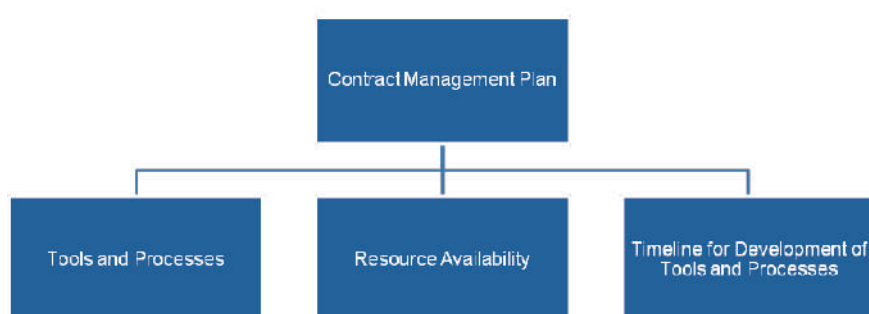 Contract Management Plan
Tools and Processes
Resource Availability
Timeline for Development of
Tools and Processes